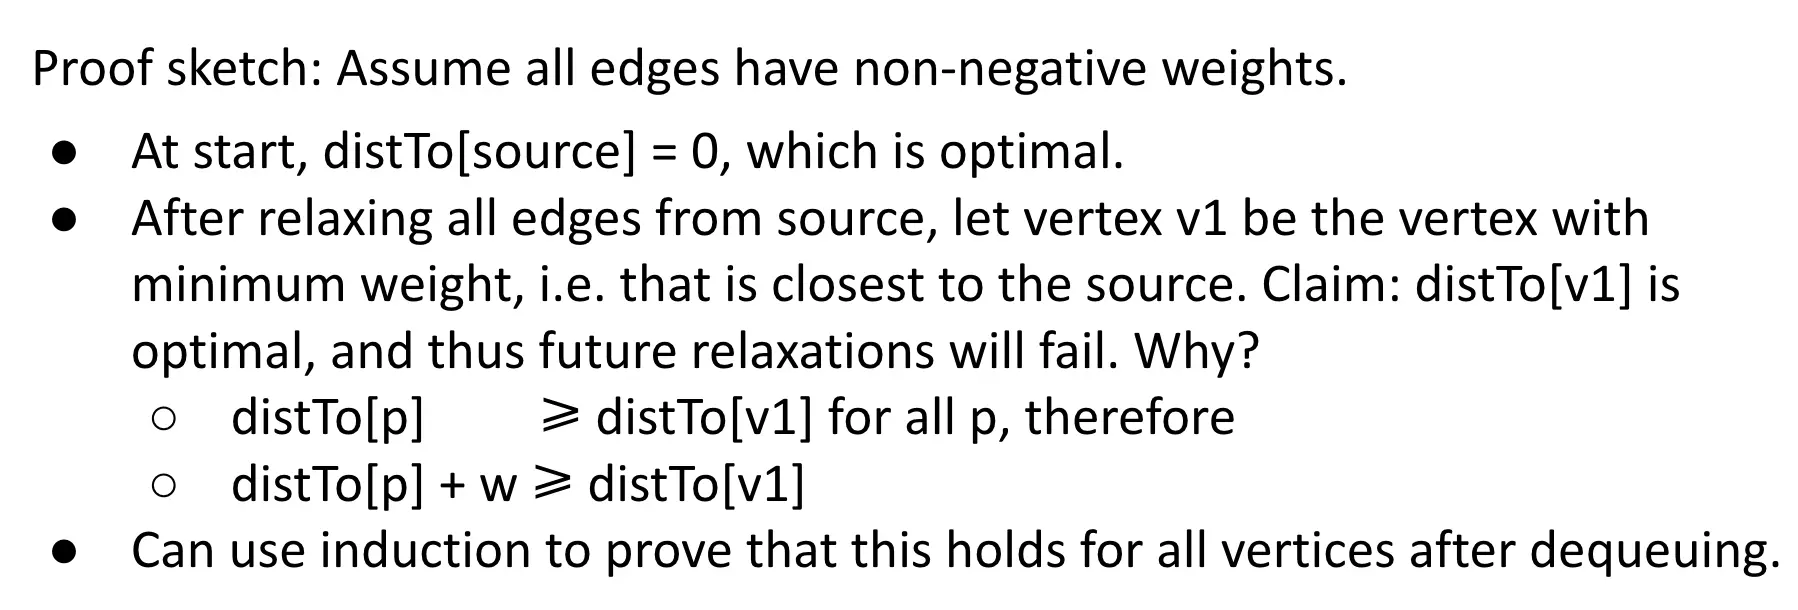 Proof sketch: Assume all edges have non-negative weights.
● At start, distTo[source] = 0, which is optimal.
● After relaxing all edges from source, let vertex v1 be the vertex with
minimum weight, i.e. that is closest to the source. Claim: distTo[v1] is
optimal, and thus future relaxations will fail. Why?
○ distTo[p] ⩾ distTo[v1] for all p, therefore
○ distTo[p] + w ⩾ distTo[v1]
● Can use induction to prove that this holds for all vertices after dequeuing.